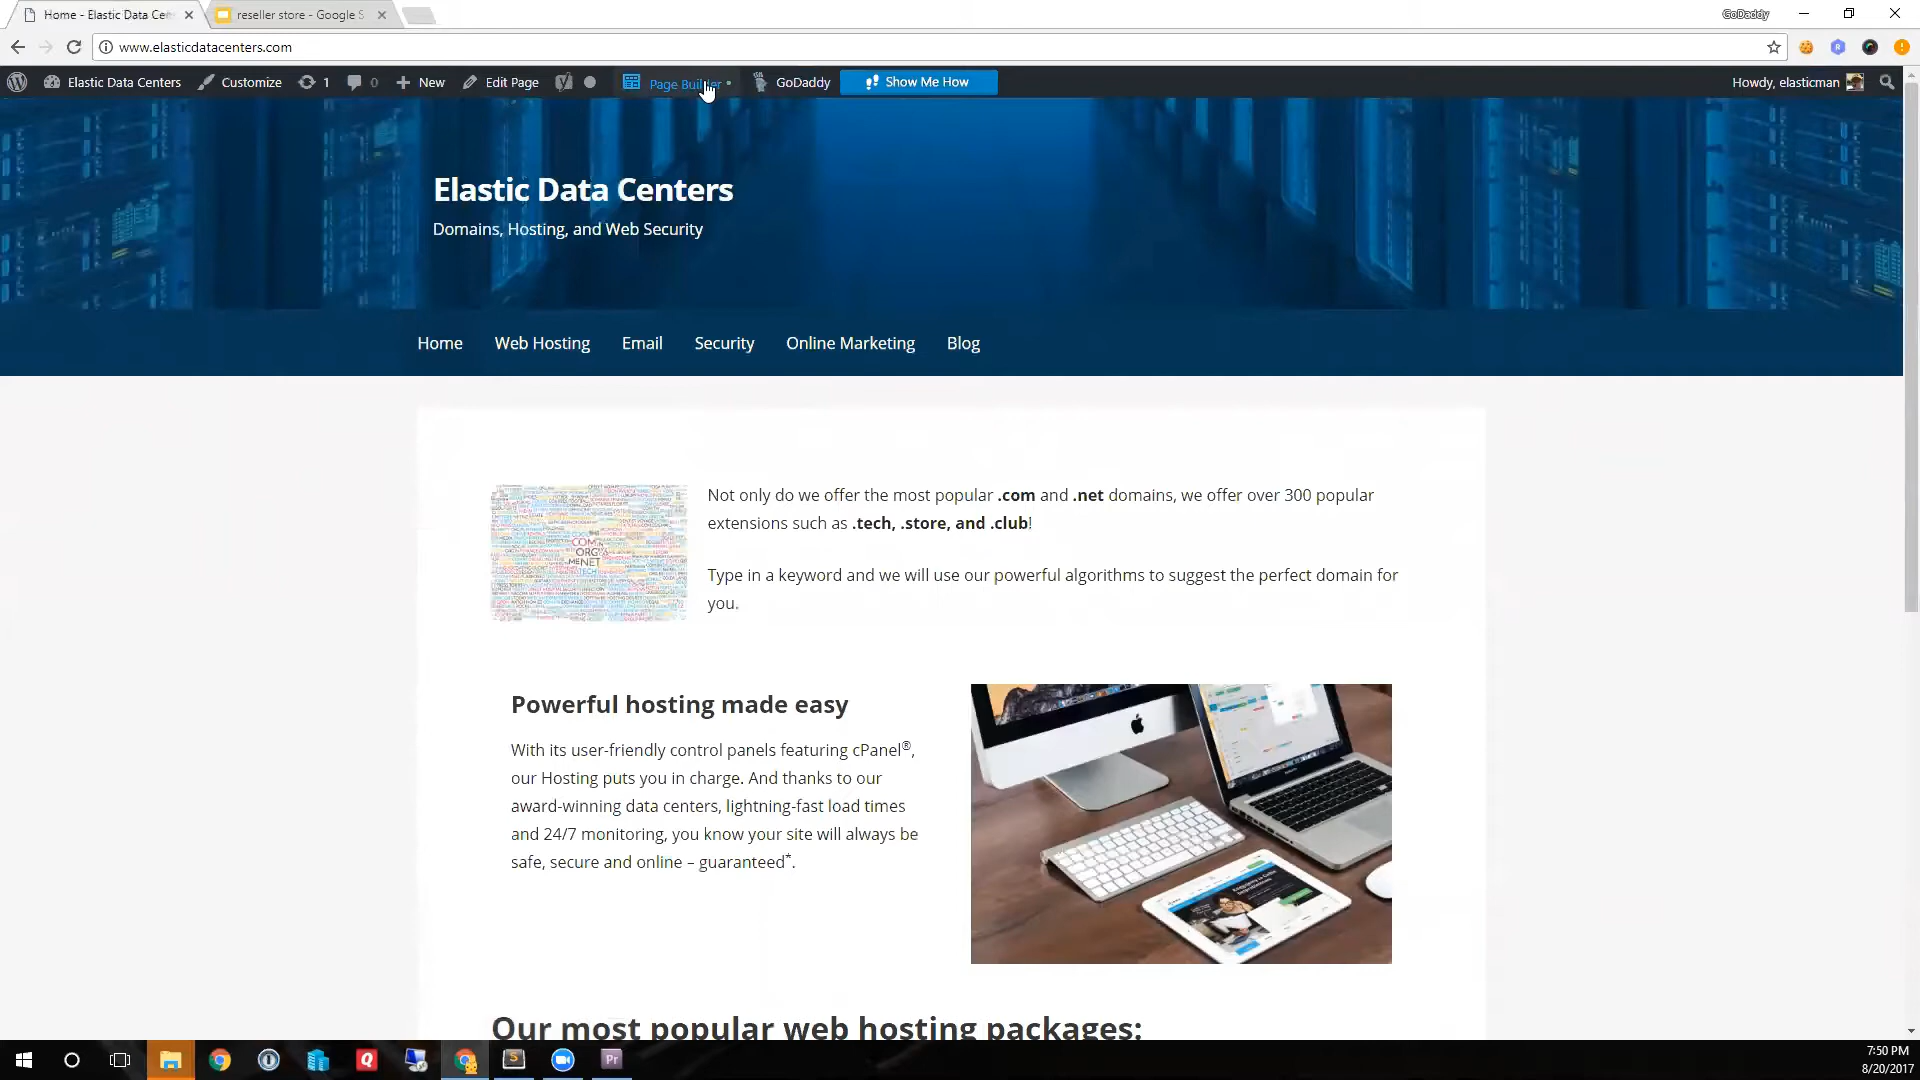 Home - Elastic Data Cen
reseller store - Google S
GoDaddy
www.elasticdatacenters.com
Elastic Data Centers
Customize
1
0
New
Edit Page
Page Builder
GoDaddy
Show Me How
Howdy, elasticman
Elastic Data Centers
Domains, Hosting, and Web Security
Home
Web Hosting
Email
Security
Online Marketing
Blog
Not only do we offer the most popular .com and .net domains, we offer over 300 popular
extensions such as .tech, .store, and .club!
Type in a keyword and we will use our powerful algorithms to suggest the perfect domain for
you.
COM
ORG
NET
Powerful hosting made easy
With its user-friendly control panels featuring cPanel®,
our Hosting puts you in charge. And thanks to our
award-winning data centers, lightning-fast load times
and 24/7 monitoring, you know your site will always be
safe, secure and online – guaranteed*.
Our most popular web hosting packages:
7:50 PM
8/20/2017